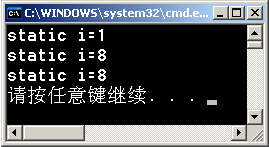 C:\WINDOWS\system32\cmd.e...
static i=1
static i=8
static i=8
请按任意键继续. . .